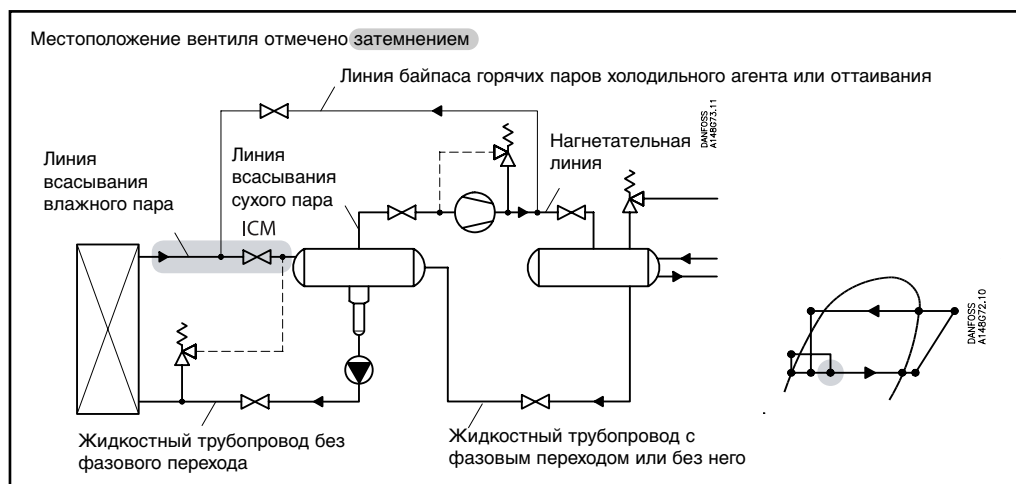 Местоположение вентиля отмечено затемнением
Линия байпаса горячих паров холодильного агента или оттаивания
DANFOSS
A148G73.11
Нагнетательная
линия
Линия
всасывания
влажного пара
Линия
всасывания
сухого пара
ICM
DANFOSS
A148G72.10
Жидкостный трубопровод без
фазового перехода
Жидкостный трубопровод с
фазовым переходом или без него